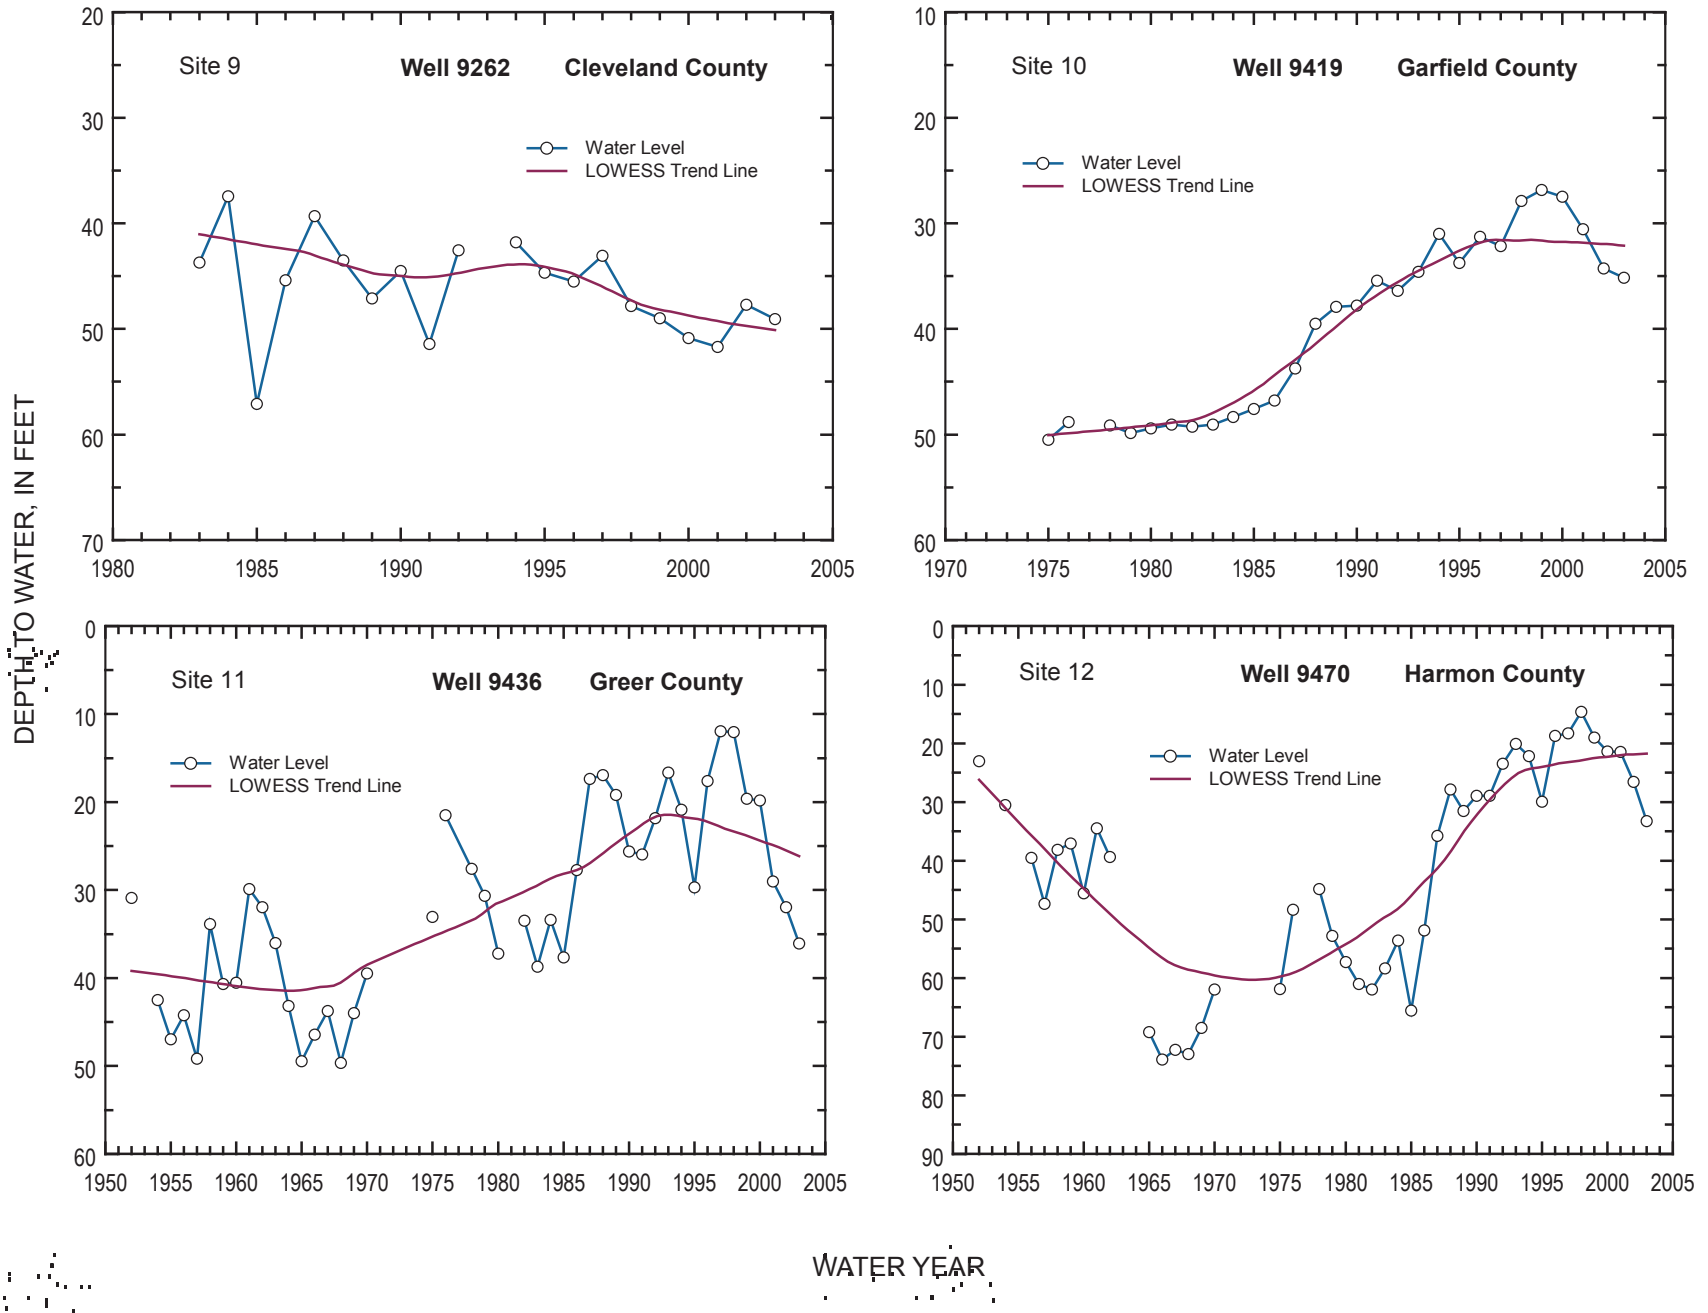 DEPTH TO WATER, IN FEET
Site 9 Well 9262 Cleveland County
Water Level
LOWESS Trend Line
20
30
40
50
60
70
1980 1985 1990 1995 2000 2005
Site 10 Well 9419 Garfield County
Water Level
LOWESS Trend Line
10
20
30
40
50
60
1970 1975 1980 1985 1990 1995 2000 2005
Site 11 Well 9436 Greer County
Water Level
LOWESS Trend Line
0
10
20
30
40
50
60
1950 1955 1960 1965 1970 1975 1980 1985 1990 1995 2000 2005
Site 12 Well 9470 Harmon County
Water Level
LOWESS Trend Line
0
10
20
30
40
50
60
70
80
90
1950 1955 1960 1965 1970 1975 1980 1985 1990 1995 2000 2005
WATER YEAR